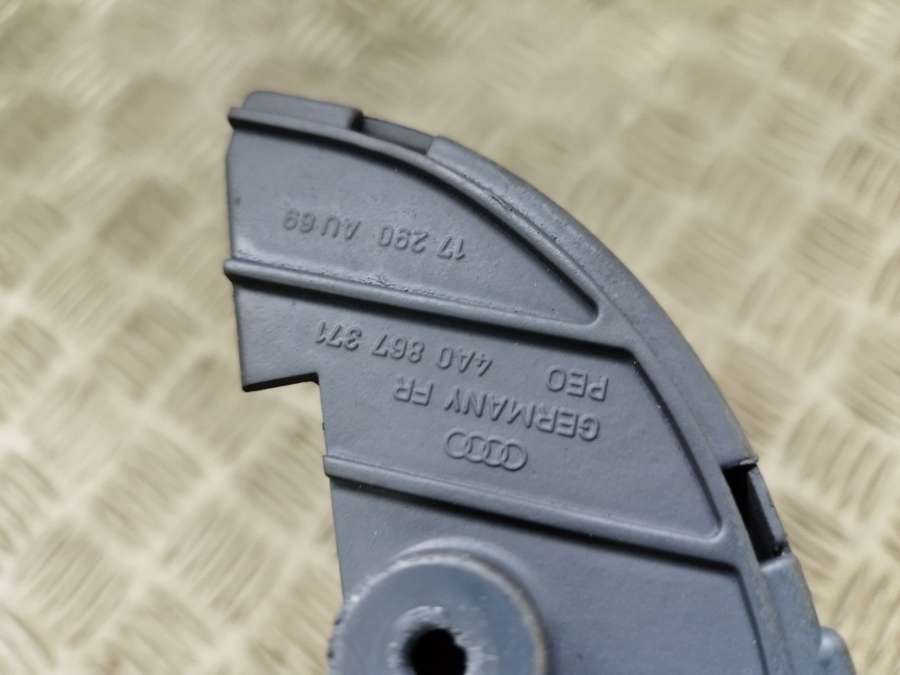 GERMANY FR
PEO
4A0 867 371
17 290 AU 69